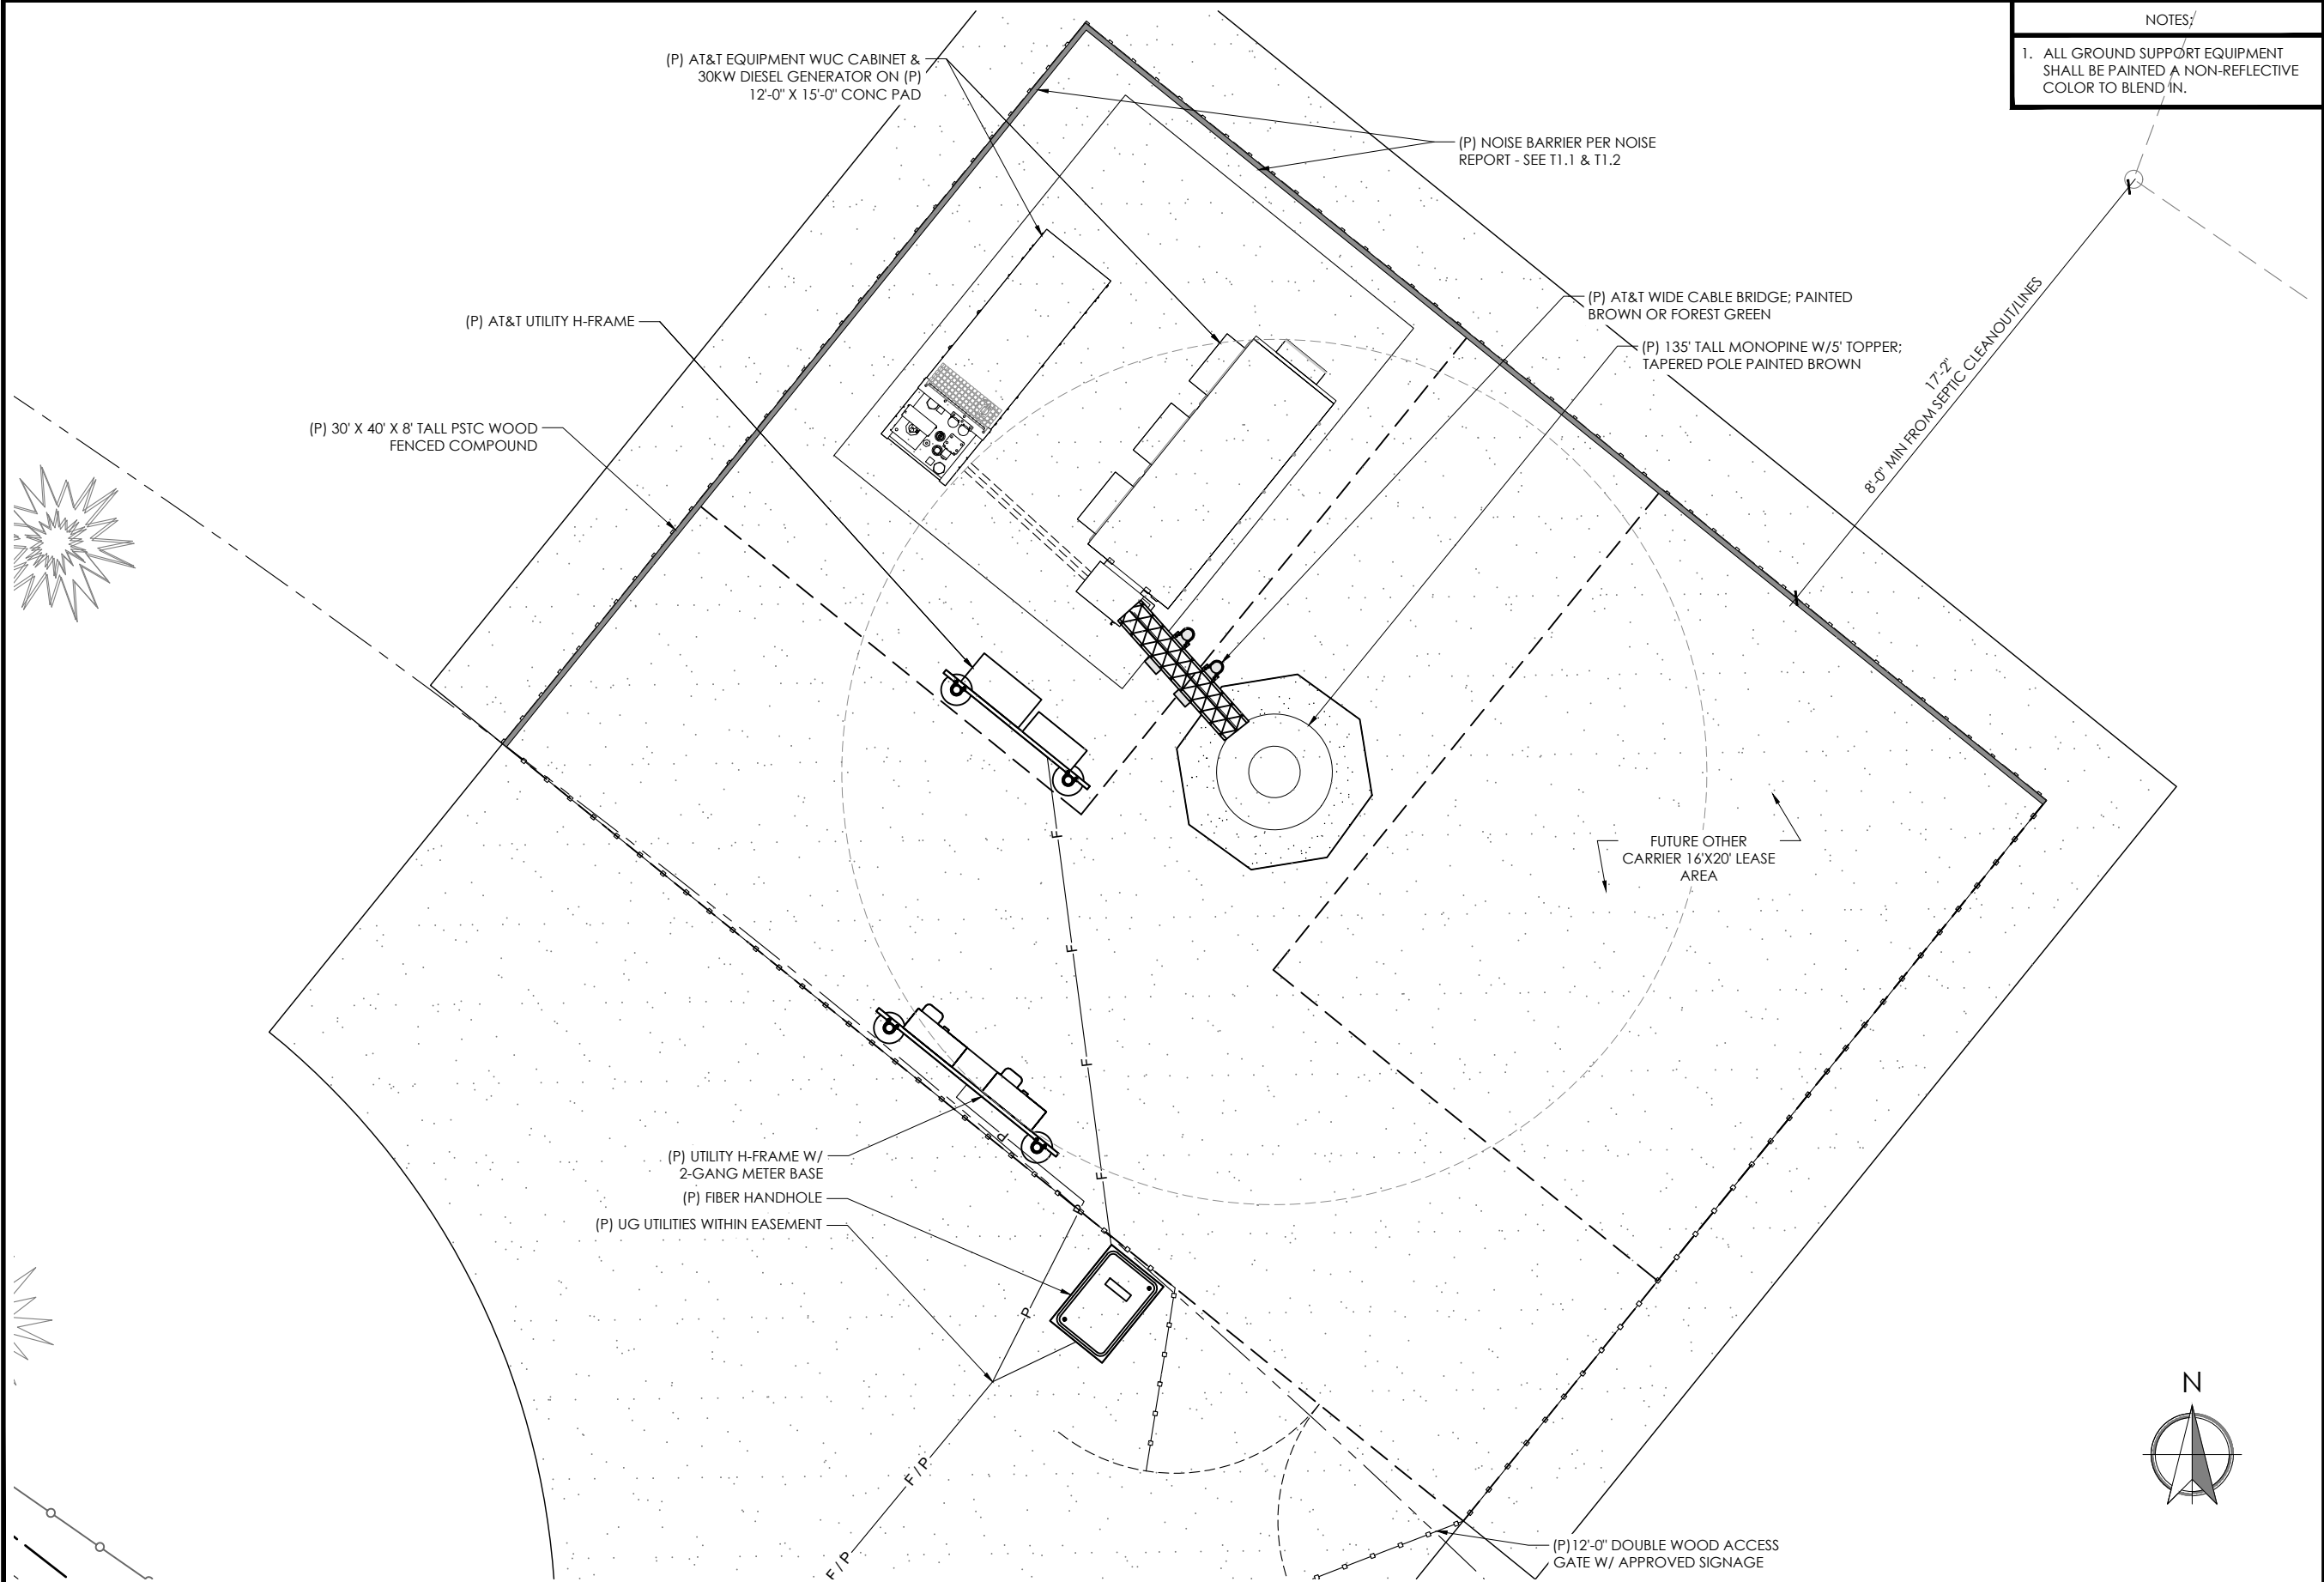 NOTES:
1. ALL GROUND SUPPORT EQUIPMENT
SHALL BE PAINTED A NON-REFLECTIVE
COLOR TO BLEND IN.
(P) AT&T EQUIPMENT WUC CABINET &
30KW DIESEL GENERATOR ON (P)
12'-0" X 15'-0" CONC PAD
(P) NOISE BARRIER PER NOISE
REPORT - SEE T1.1 & T1.2
(P) AT&T WIDE CABLE BRIDGE; PAINTED
BROWN OR FOREST GREEN
(P) AT&T UTILITY H-FRAME
(P) 135' TALL MONOPINE W/5' TOPPER;
TAPERED POLE PAINTED BROWN
17'-2"
8'-0" MIN FROM SEPTIC CLEANOUT/LINES
(P) 30' X 40' X 8' TALL PSTC WOOD
FENCED COMPOUND
F
FUTURE OTHER
CARRIER 16'X20' LEASE
AREA
F
F
P
(P) UTILITY H-FRAME W/
2-GANG METER BASE
F
(P) FIBER HANDHOLE
(P) UG UTILITIES WITHIN EASEMENT
P
N
F / P
F / P
(P)12'-0" DOUBLE WOOD ACCESS
GATE W/ APPROVED SIGNAGE